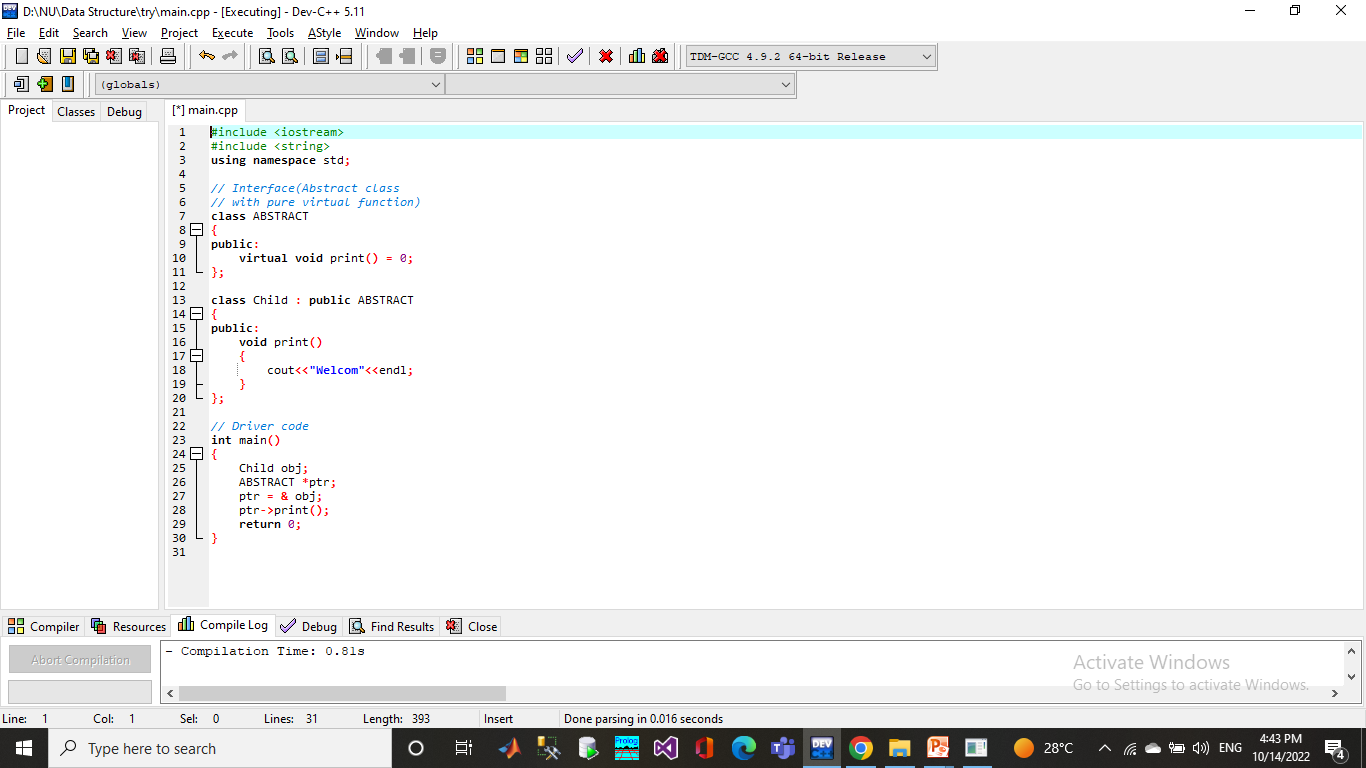 D:\NU\Data Structure\try\main.cpp - [Executing] - Dev-C++ 5.11
File Edit Search View Project Execute Tools AStyle Window Help
TDM-GCC 4.9.2 64-bit Release
(globals)
Project Classes Debug [*] main.cpp
1 #include <iostream>
2 #include <string>
3 using namespace std;
4
5 // Interface(Abstract class
6 // with pure virtual function)
7 class ABSTRACT
8 {
9 public:
10 virtual void print() = 0;
11 };
12
13 class Child : public ABSTRACT
14 {
15 public:
16 void print()
17 {
18 cout<<"Welcom"<<endl;
19 }
20 };
21
22 // Driver code
23 int main()
24 {
25 Child obj;
26 ABSTRACT *ptr;
27 ptr = & obj;
28 ptr->print();
29 return 0;
30 }
31
Compiler Resources Compile Log Debug Find Results Close
Abort Compilation
- Compilation Time: 0.81s
Activate Windows
Go to Settings to activate Windows.
Line: 1 Col: 1 Sel: 0 Lines: 31 Length: 393 Insert Done parsing in 0.016 seconds
Type here to search
Prolog
DEV
28°C
ENG
4:43 PM
10/14/2022
4